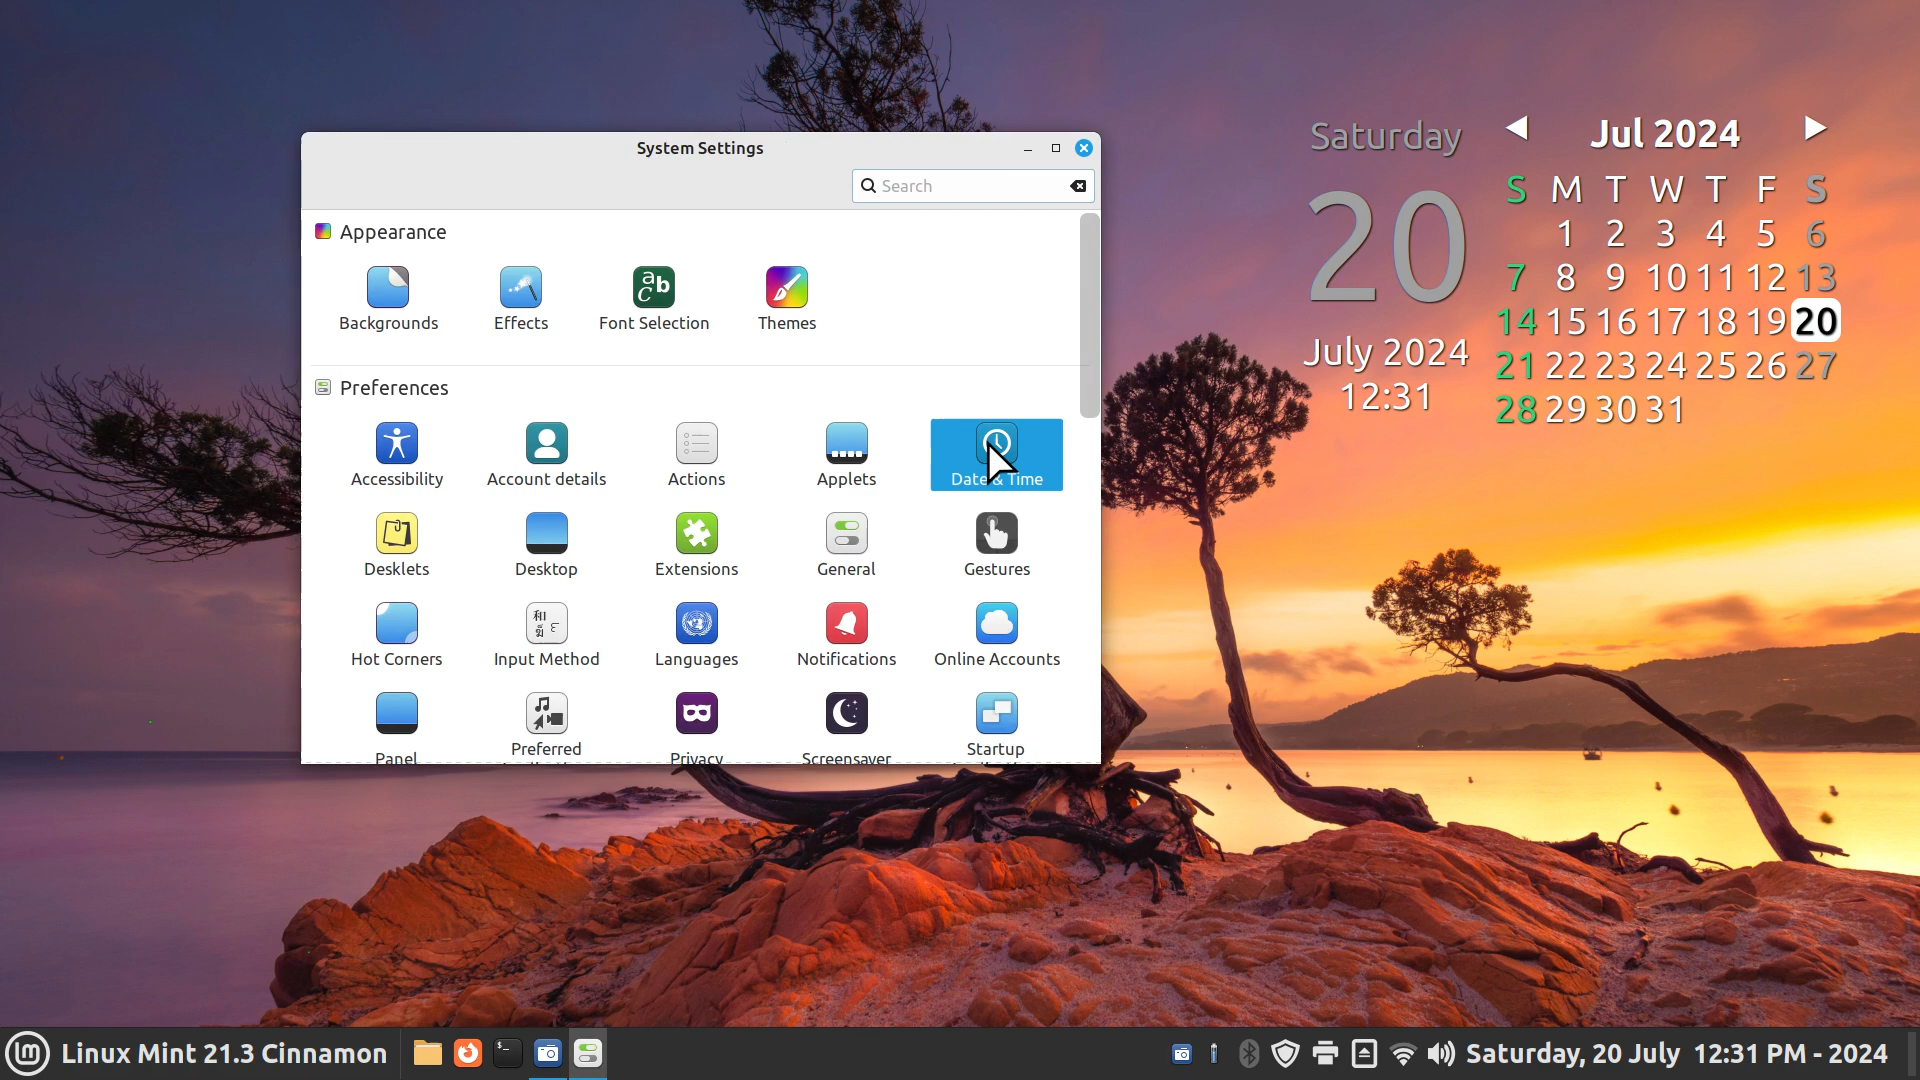 System Settings
Search
Appearance
Backgrounds
Effects
Font Selection
Themes
Preferences
Accessibility
Account details
Actions
Applets
Date & Time
Desklets
Desktop
Extensions
General
Gestures
Hot Corners
Input Method
Languages
Notifications
Online Accounts
Panel
Preferred
Privacy
Screensaver
Startup
Saturday
20
July 2024
12:31
Jul 2024
S M T W T F S
1 2 3 4 5 6
7 8 9 10 11 12 13
14 15 16 17 18 19 20
21 22 23 24 25 26 27
28 29 30 31
Linux Mint 21.3 Cinnamon
Saturday, 20 July 12:31 PM - 2024